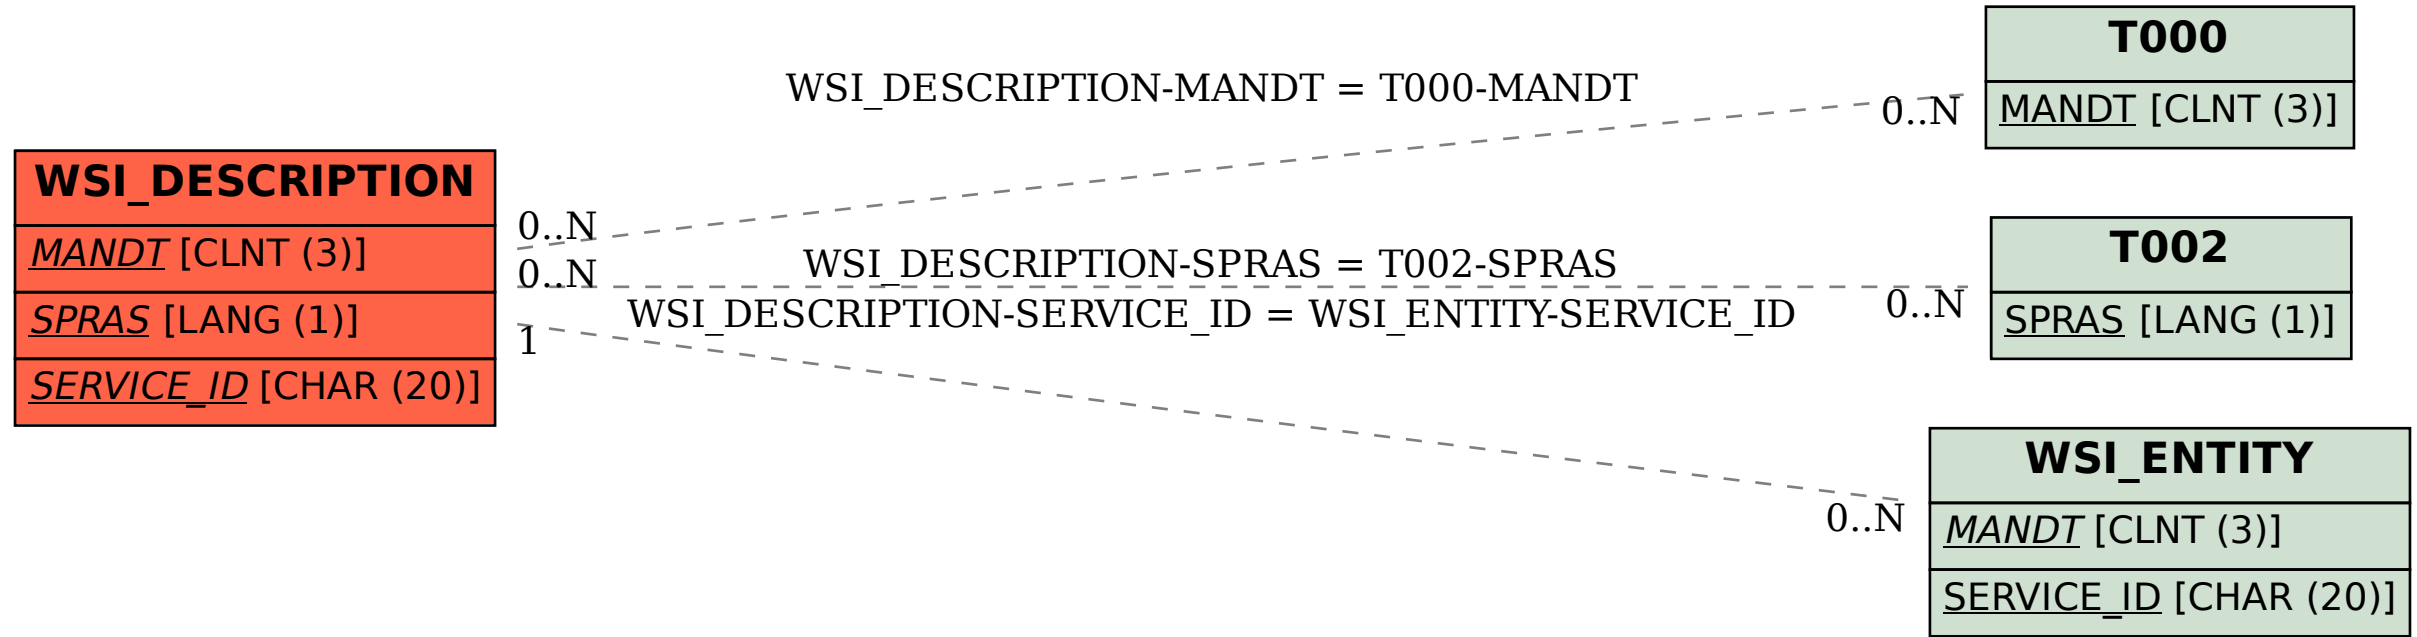 WSI_DESCRIPTION
MANDT [CLNT (3)]
SPRAS [LANG (1)]
SERVICE_ID [CHAR (20)]
WSI_DESCRIPTION-MANDT = T000-MANDT
0..N
0..N
WSI_DESCRIPTION-SPRAS = T002-SPRAS
0..N
0..N
WSI_DESCRIPTION-SERVICE_ID = WSI_ENTITY-SERVICE_ID
1
0..N
T000
MANDT [CLNT (3)]
T002
SPRAS [LANG (1)]
WSI_ENTITY
MANDT [CLNT (3)]
SERVICE_ID [CHAR (20)]